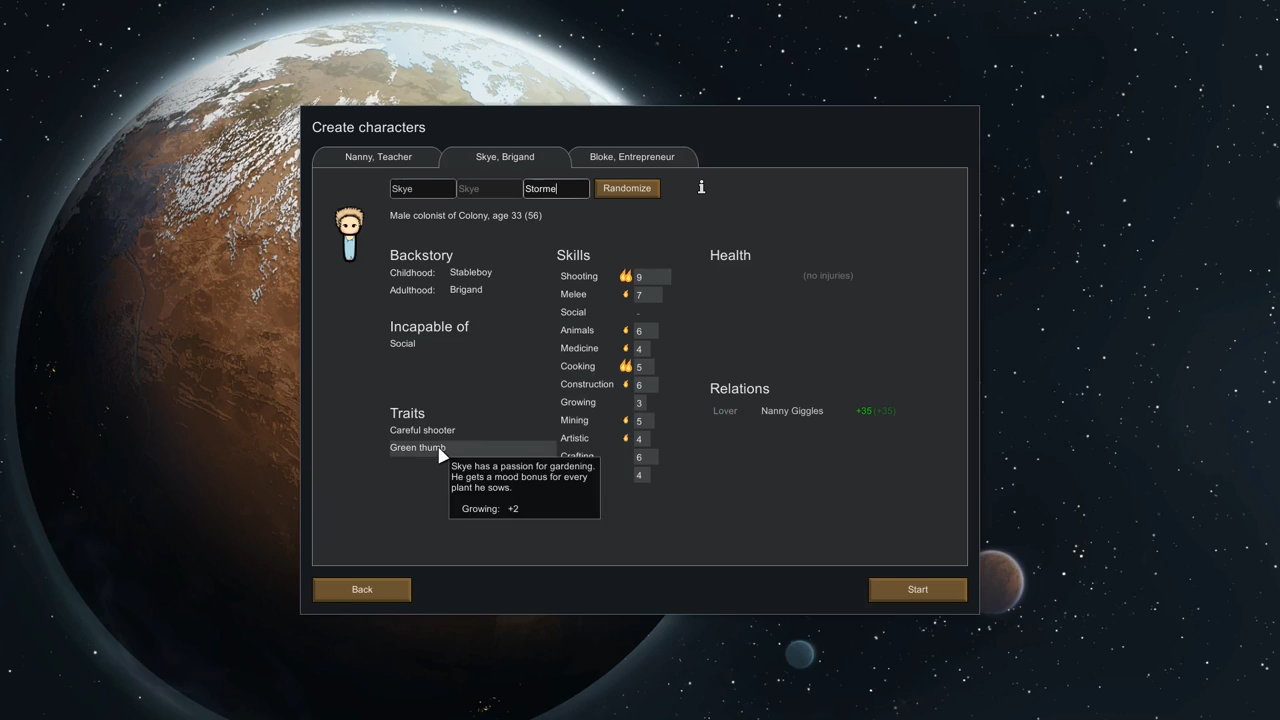 Create characters
Nanny, Teacher
Skye, Brigand
Bloke, Entrepreneur
Skye
Skye
Storme
Randomize
Male colonist of Colony, age 33 (56)
Backstory
Childhood: Stableboy
Adulthood: Brigand
Incapable of
Social
Traits
Careful shooter
Green thumb
Skye has a passion for gardening.
He gets a mood bonus for every
plant he sows.
Growing: +2
Skills
Shooting 9
Melee 7
Social -
Animals 6
Medicine 4
Cooking 5
Construction 6
Growing 3
Mining 5
Artistic 4
Crafting 6
4
Health
(no injuries)
Relations
Lover Nanny Giggles +35 (+35)
Back
Start